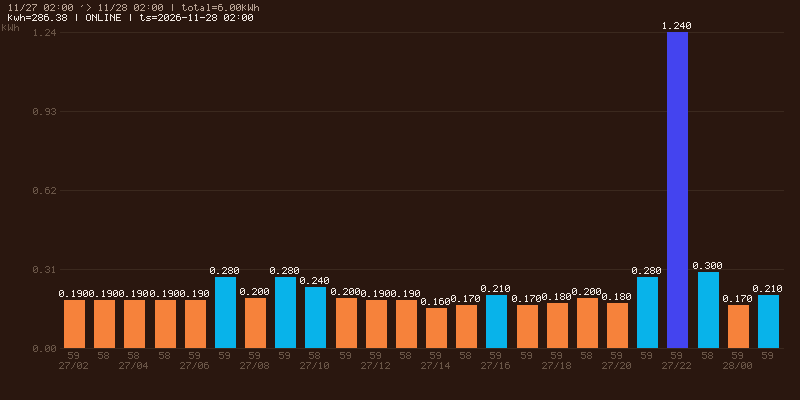 11/27 02:00 -> 11/28 02:00 | total=6.00kWh
Kwh=286.38 | ONLINE | ts=2026-11-28 02:00
kWh
1.24
0.93
0.62
0.31
0.00
0.190 0.190 0.190 0.190 0.190 0.280 0.200 0.280 0.240 0.200 0.190 0.190 0.160 0.170 0.210 0.170 0.180 0.200 0.180 0.280 1.240 0.300 0.170 0.210
59 58 58 58 59 59 59 59 58 59 59 58 59 58 59 59 59 58 59 59 59 58 59 59
27/02 27/04 27/06 27/08 27/10 27/12 27/14 27/16 27/18 27/20 27/22 28/00